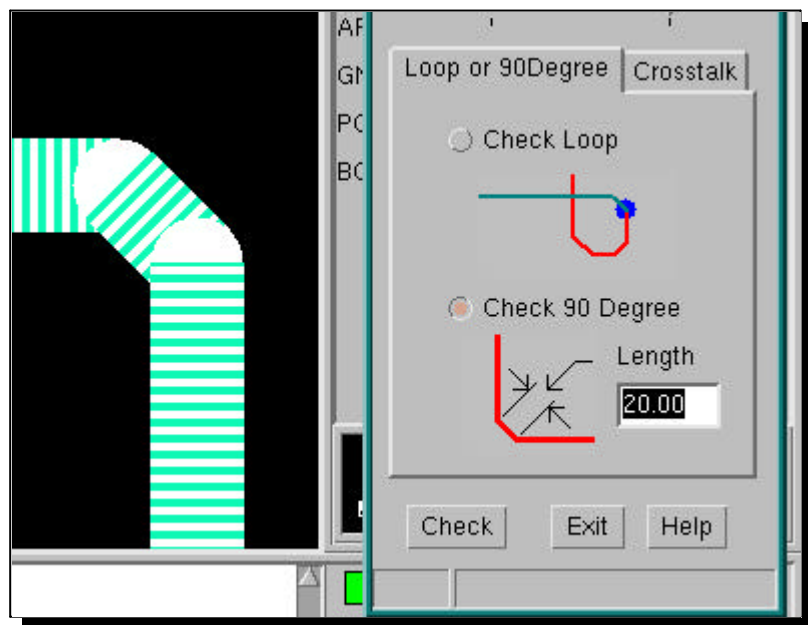 Loop or 90Degree
Crosstalk
Check Loop
Check 90 Degree
Length
20.00
Check
Exit
Help